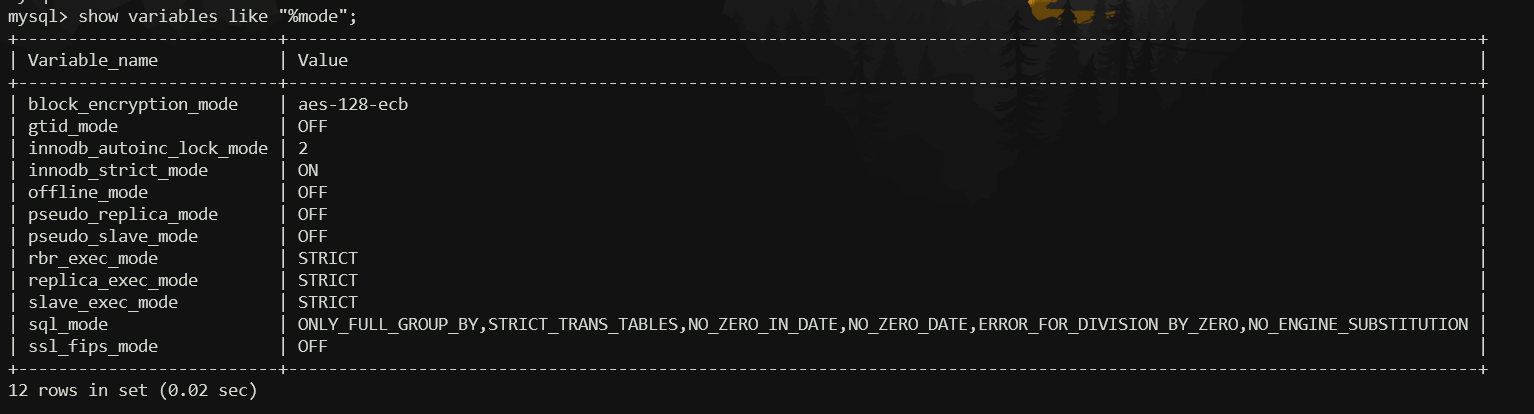 mysql> show variables like "%mode";
+--------------------------+----------------------------------------------------------------------------------------------------------------------+
| Variable_name            | Value                                                                                                                 |
+--------------------------+----------------------------------------------------------------------------------------------------------------------+
| block_encryption_mode    | aes-128-ecb                                                                                                           |
| gtid_mode                | OFF                                                                                                                   |
| innodb_autoinc_lock_mode | 2                                                                                                                     |
| innodb_strict_mode       | ON                                                                                                                    |
| offline_mode             | OFF                                                                                                                   |
| pseudo_replica_mode      | OFF                                                                                                                   |
| pseudo_slave_mode        | OFF                                                                                                                   |
| rbr_exec_mode            | STRICT                                                                                                                |
| replica_exec_mode        | STRICT                                                                                                                |
| slave_exec_mode          | STRICT                                                                                                                |
| sql_mode                 | ONLY_FULL_GROUP_BY,STRICT_TRANS_TABLES,NO_ZERO_IN_DATE,NO_ZERO_DATE,ERROR_FOR_DIVISION_BY_ZERO,NO_ENGINE_SUBSTITUTION |
| ssl_fips_mode            | OFF                                                                                                                   |
+--------------------------+----------------------------------------------------------------------------------------------------------------------+
12 rows in set (0.02 sec)